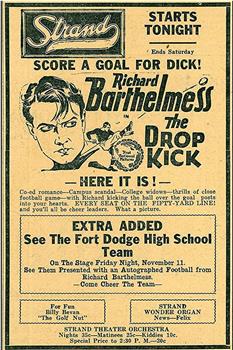 Strand
STARTS
TONIGHT
Ends Saturday
SCORE A GOAL FOR DICK!
Richard
Barthelmess
IN
The
DROP
KICK
HERE IT IS!—
Co-ed romance—Campus scandal—College widows—thrills of close
football game—with Richard kicking the ball over the goal posts
into your hearts. EVERY SEAT ON THE FIFTY-YARD LINE!
and you'll all be cheer leaders. What a picture.
EXTRA ADDED
See The Fort Dodge High School
Team
On The Stage Friday Night, November 11.
See Them Presented with an Autographed Football from
Richard Barthelmess.
—Come Cheer The Team—
For Fun
Billy Bevan
"The Golf Nut"
STRAND
WONDER ORGAN
News—Felix
STRAND THEATER ORCHESTRA
Nights 35c—Matinees 25c—Kiddies 10c.
Special Price to 2:30 P. M.—20c